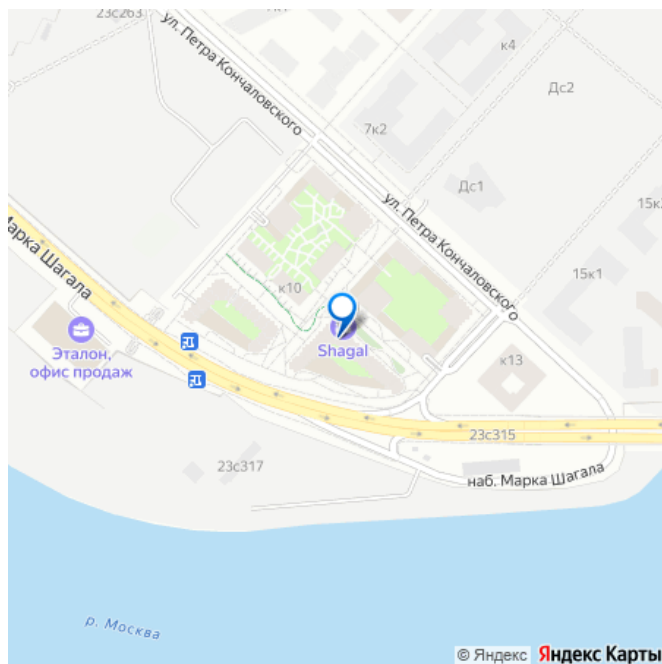 23с263
ул. Петра Кончаловского
к4
Дс2
7к2
Дс1
15к1
ул. Петра Кончаловского
Марка Шагала
к10
Shagal
Эталон,
офис продаж
к13
23с315
23с317
наб. Марка Шагала
р. Москва
© Яндекс Яндекс Карты